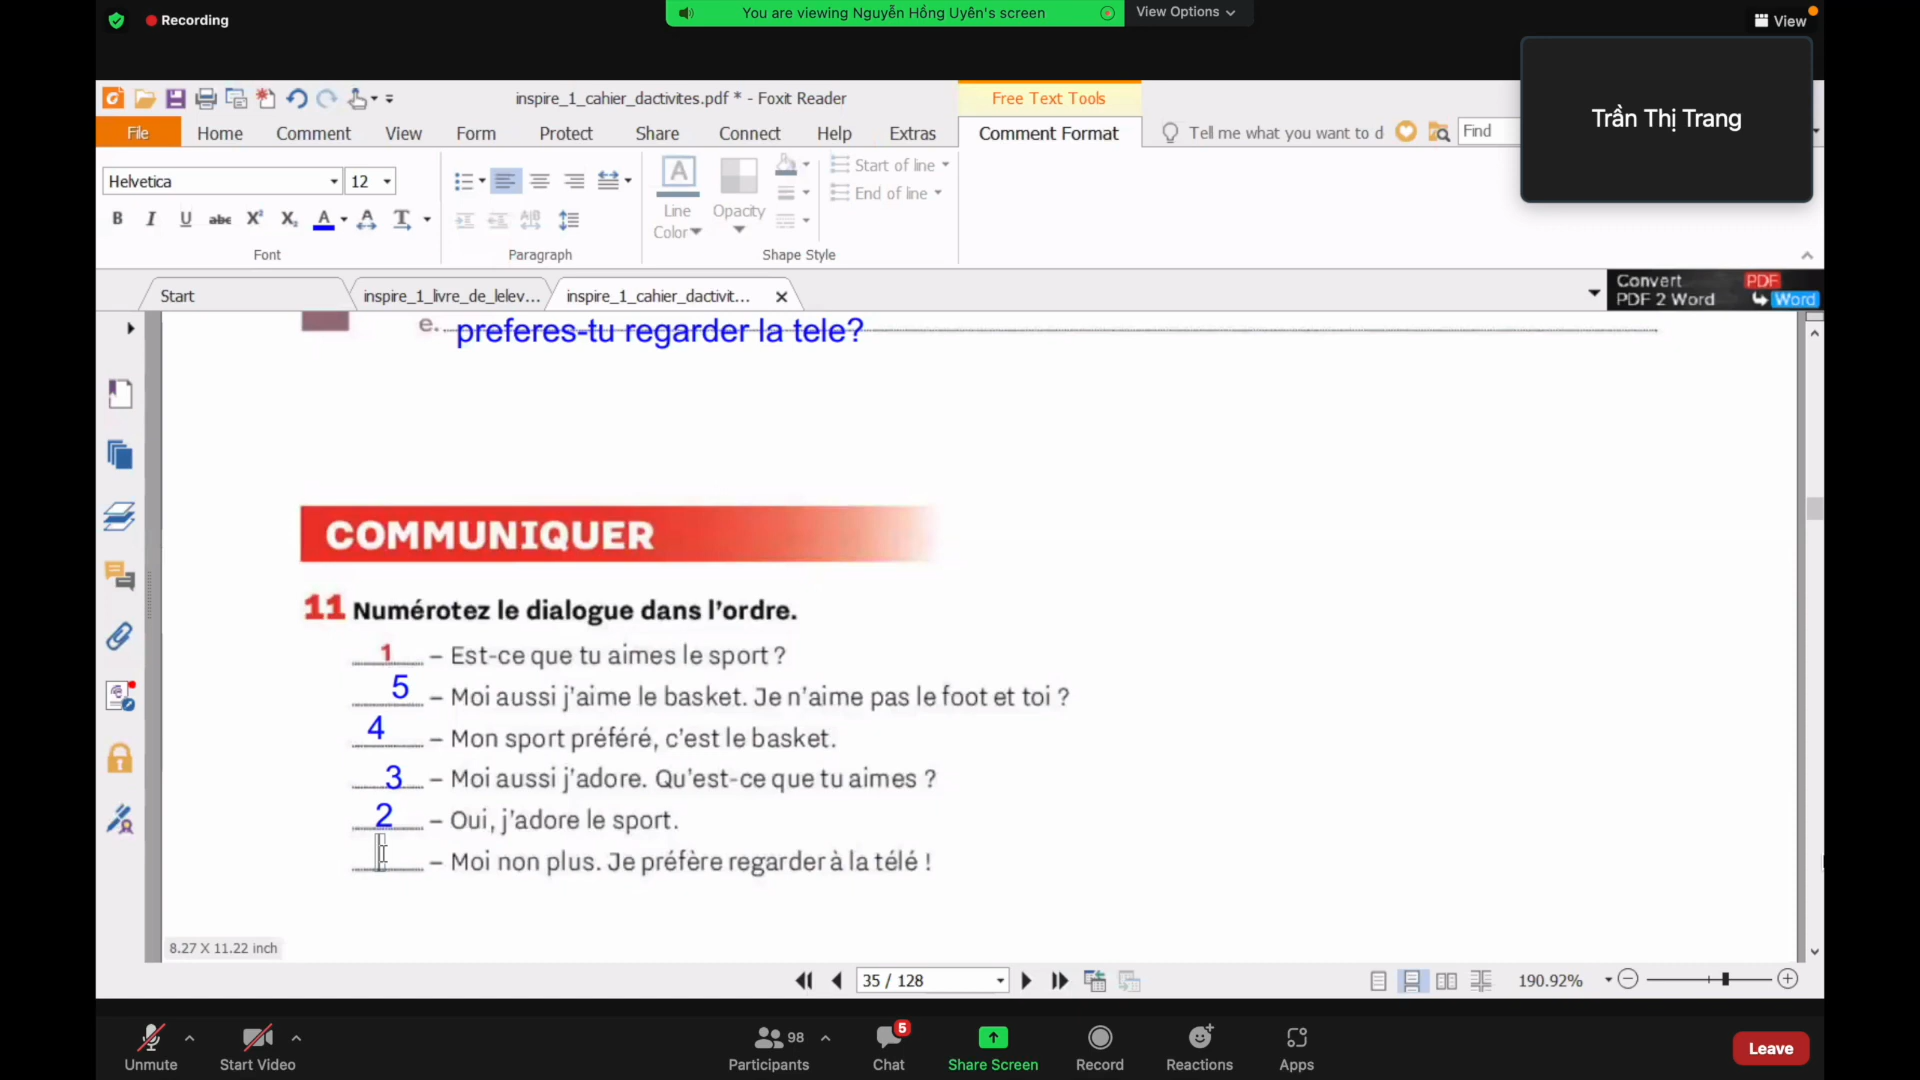 Recording
You are viewing Nguyễn Hồng Uyên's screen
View Options
View
Trần Thị Trang
inspire_1_cahier_dactivites.pdf * - Foxit Reader
Free Text Tools
File
Home
Comment
View
Form
Protect
Share
Connect
Help
Extras
Comment Format
Tell me what you want to d
Find
Helvetica
12
Start of line
End of line
Line
Color
Opacity
Font
Paragraph
Shape Style
Start
inspire_1_livre_de_lelev...
inspire_1_cahier_dactivit...
Convert PDF
PDF 2 Word Word
e. preferes-tu regarder la tele?
COMMUNIQUER
11 Numérotez le dialogue dans l'ordre.
1 – Est-ce que tu aimes le sport ?
5 – Moi aussi j'aime le basket. Je n'aime pas le foot et toi ?
4 – Mon sport préféré, c'est le basket.
3 – Moi aussi j'adore. Qu'est-ce que tu aimes ?
2 – Oui, j'adore le sport.
– Moi non plus. Je préfère regarder à la télé !
8.27 X 11.22 inch
35 / 128
190.92%
Unmute
Start Video
98
Participants
5
Chat
Share Screen
Record
Reactions
Apps
Leave